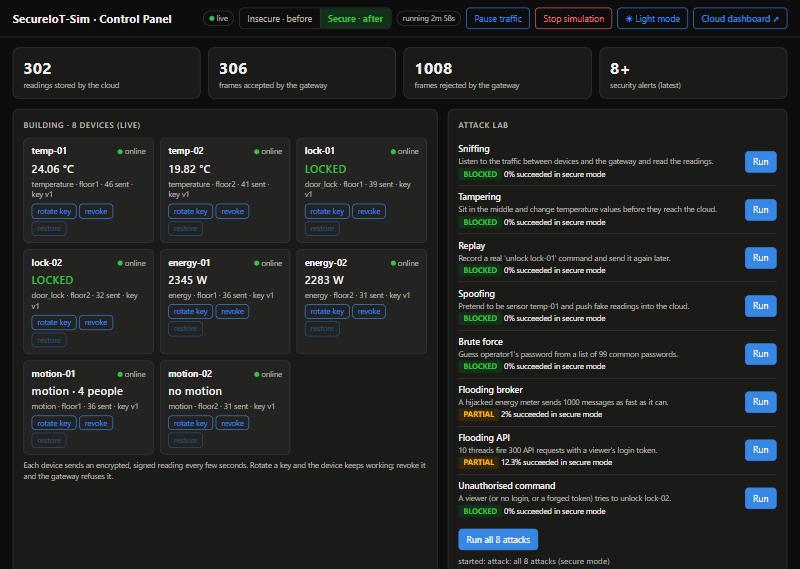 SecureIoT-Sim · Control Panel
live
Insecure · before
Secure · after
running 2m 58s
Pause traffic
Stop simulation
☀ Light mode
Cloud dashboard ↗
302
readings stored by the cloud
306
frames accepted by the gateway
1008
frames rejected by the gateway
8+
security alerts (latest)
BUILDING · 8 DEVICES (LIVE)
temp-01
online
24.06 °C
temperature · floor1 · 46 sent ·
key v1
rotate key
revoke
restore
temp-02
online
19.82 °C
temperature · floor2 · 41 sent ·
key v1
rotate key
revoke
restore
lock-01
online
LOCKED
door_lock · floor1 · 39 sent · key
v1
rotate key
revoke
restore
lock-02
online
LOCKED
door_lock · floor2 · 32 sent · key
v1
rotate key
revoke
restore
energy-01
online
2345 W
energy · floor1 · 36 sent · key v1
rotate key
revoke
restore
energy-02
online
2283 W
energy · floor2 · 31 sent · key v1
rotate key
revoke
restore
motion-01
online
motion · 4 people
motion · floor1 · 36 sent · key v1
rotate key
revoke
restore
motion-02
online
no motion
motion · floor2 · 31 sent · key v1
rotate key
revoke
restore
Each device sends an encrypted, signed reading every few seconds. Rotate a key and the device keeps working; revoke it
and the gateway refuses it.
ATTACK LAB
Sniffing
Listen to the traffic between devices and the gateway and read the readings.
BLOCKED 0% succeeded in secure mode
Run
Tampering
Sit in the middle and change temperature values before they reach the cloud.
BLOCKED 0% succeeded in secure mode
Run
Replay
Record a real 'unlock lock-01' command and send it again later.
BLOCKED 0% succeeded in secure mode
Run
Spoofing
Pretend to be sensor temp-01 and push fake readings into the cloud.
BLOCKED 0% succeeded in secure mode
Run
Brute force
Guess operator1's password from a list of 99 common passwords.
BLOCKED 0% succeeded in secure mode
Run
Flooding broker
A hijacked energy meter sends 1000 messages as fast as it can.
PARTIAL 2% succeeded in secure mode
Run
Flooding API
10 threads fire 300 API requests with a viewer's login token.
PARTIAL 12.3% succeeded in secure mode
Run
Unauthorised command
A viewer (or no login, or a forged token) tries to unlock lock-02.
BLOCKED 0% succeeded in secure mode
Run
Run all 8 attacks
started: attack: all 8 attacks (secure mode)